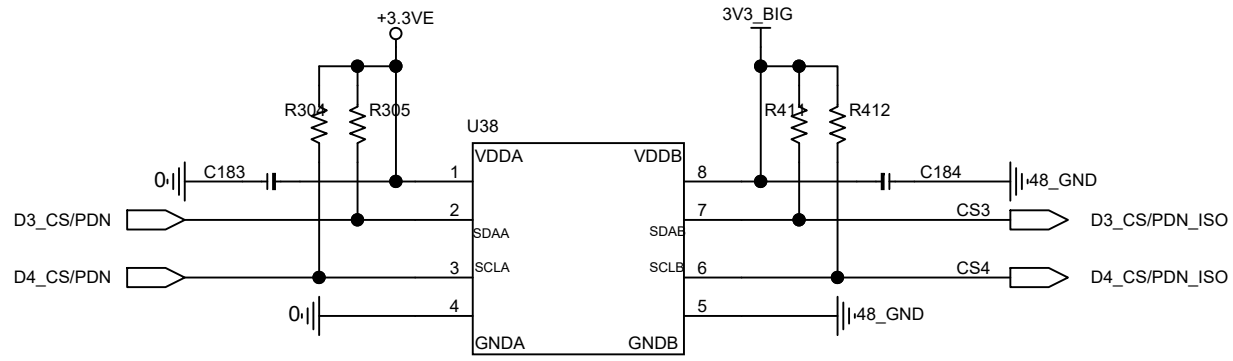 +3.3VE
3V3_BIG
R304
R305
R411
R412
U38
VDDA
VDDB
0
C183
1
8
C184
48_GND
D3_CS/PDN
2
SDAA
SDAB
7
CS3
D3_CS/PDN_ISO
D4_CS/PDN
3
SCLA
SCLB
6
CS4
D4_CS/PDN_ISO
0
4
5
48_GND
GNDA
GNDB